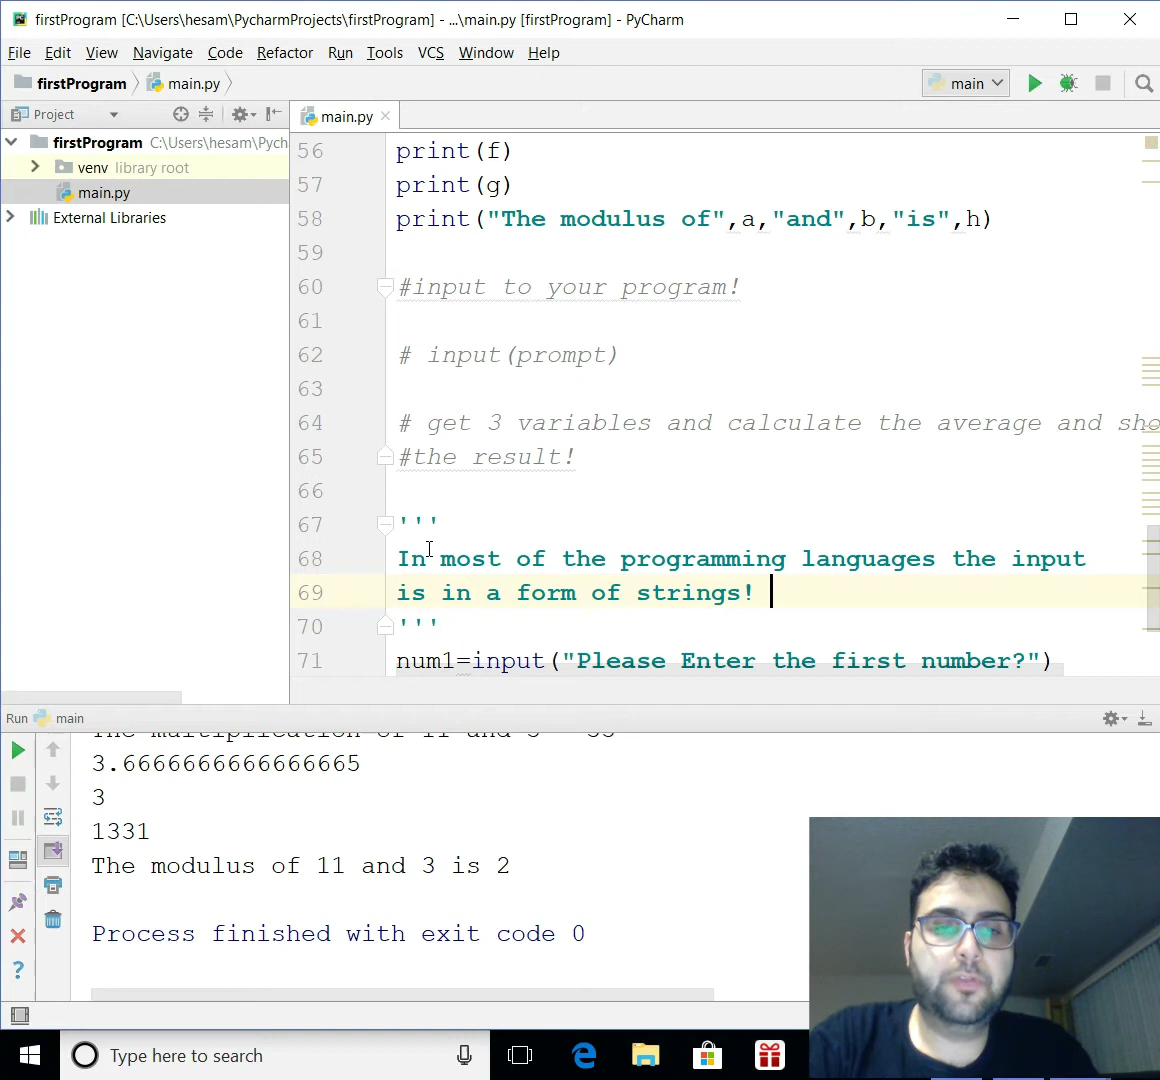 firstProgram [C:\Users\hesam\PycharmProjects\firstProgram] - ...\main.py [firstProgram] - PyCharm
File Edit View Navigate Code Refactor Run Tools VCS Window Help
firstProgram main.py main
Project main.py
firstProgram C:\Users\hesam\Pych
venv library root
main.py
External Libraries
56 print(f)
57 print(g)
58 print("The modulus of",a,"and",b,"is",h)
59
60 #input to your program!
61
62 # input(prompt)
63
64 # get 3 variables and calculate the average and sho
65 #the result!
66
67 '''
68 In most of the programming languages the input
69 is in a form of strings!
70 '''
71 num1=input("Please Enter the first number?")
Run main
3.6666666666666665
3
1331
The modulus of 11 and 3 is 2
Process finished with exit code 0
Type here to search